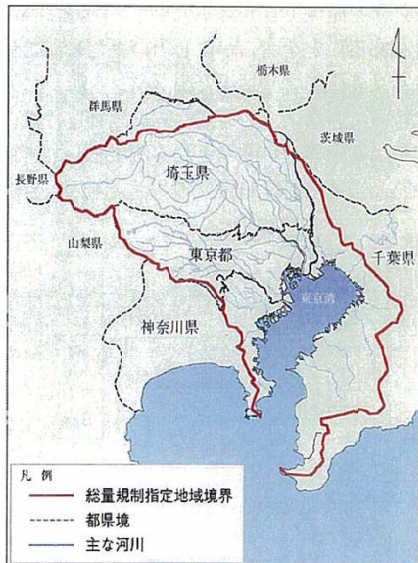 栃木県
群馬県
茨城県
埼玉県
長野県
山梨県
東京都
千葉県
東京湾
神奈川県
凡 例
総量規制指定地域境界
都県境
主な河川